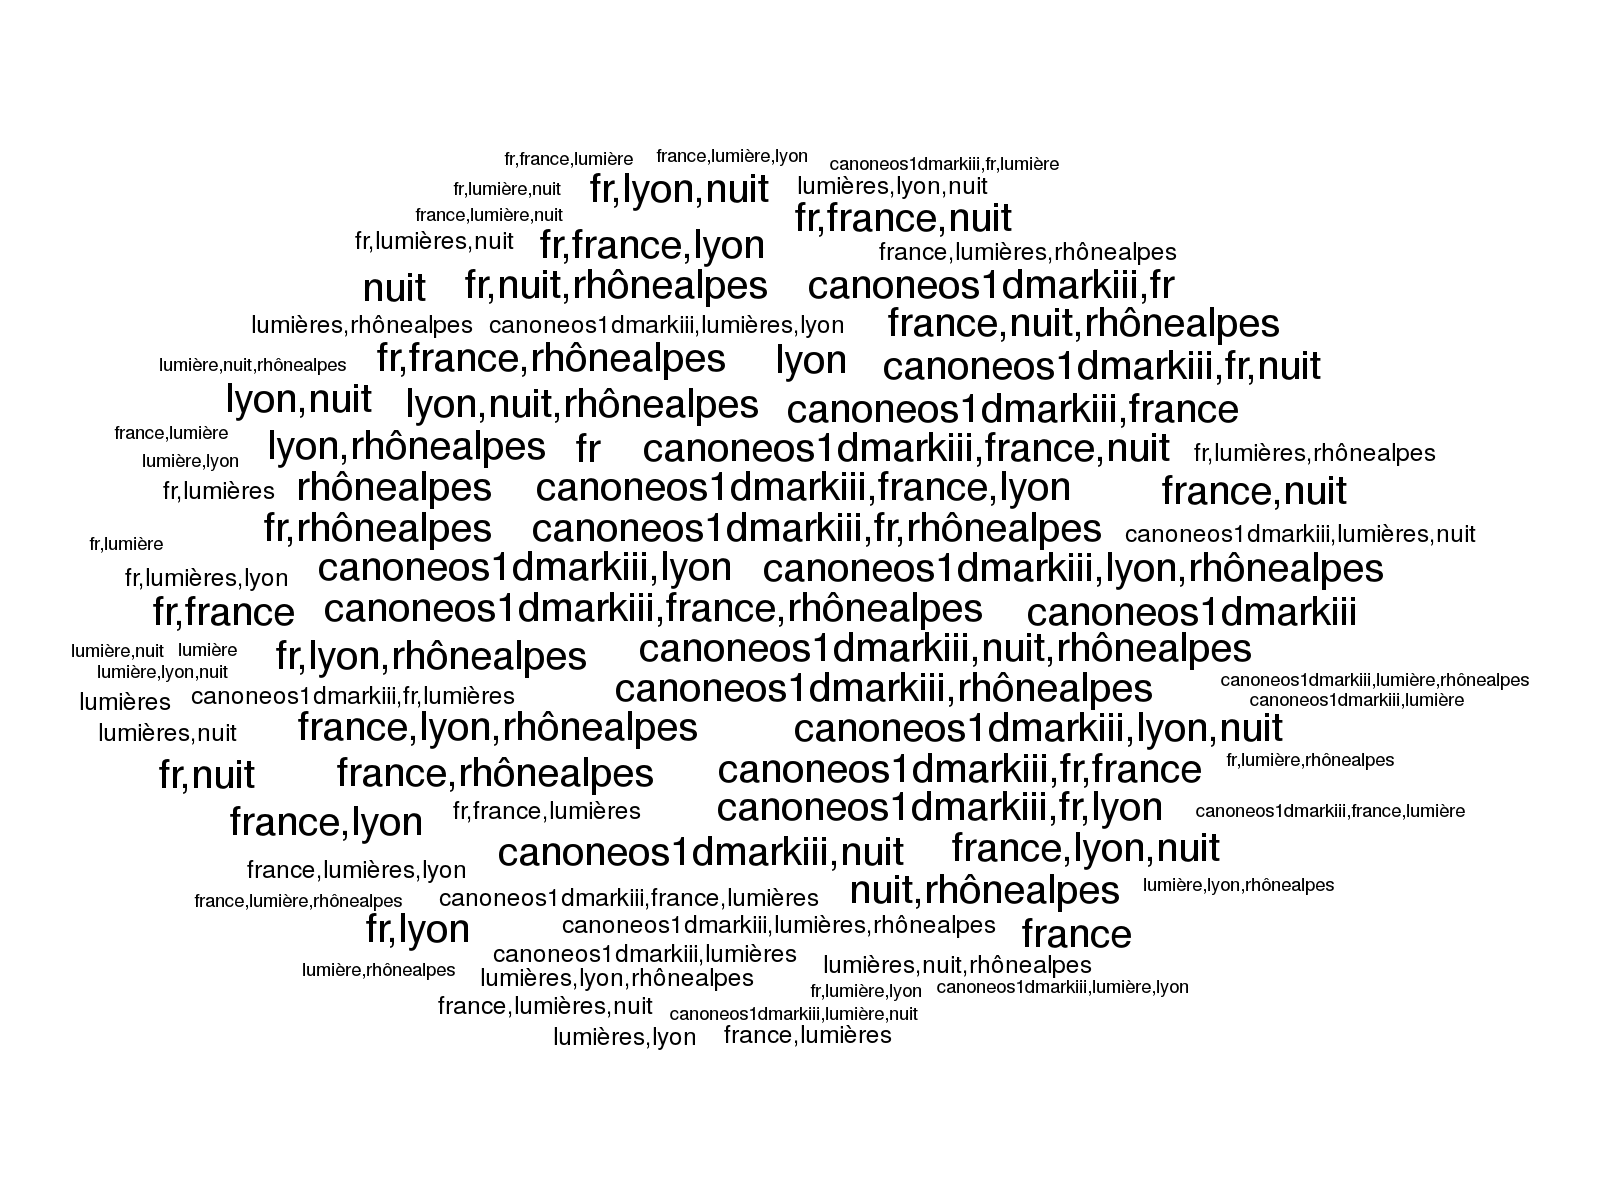 fr,france,lumière france,lumière,lyon canoneos1dmarkiii,fr,lumière
fr,lumière,nuit fr,lyon,nuit lumières,lyon,nuit
france,lumière,nuit fr,france,nuit
fr,lumières,nuit fr,france,lyon france,lumières,rhônealpes
nuit fr,nuit,rhônealpes canoneos1dmarkiii,fr
lumières,rhônealpes canoneos1dmarkiii,lumières,lyon france,nuit,rhônealpes
lumière,nuit,rhônealpes fr,france,rhônealpes lyon canoneos1dmarkiii,fr,nuit
lyon,nuit lyon,nuit,rhônealpes canoneos1dmarkiii,france
france,lumière lyon,rhônealpes fr canoneos1dmarkiii,france,nuit fr,lumières,rhônealpes
lumière,lyon
fr,lumières rhônealpes canoneos1dmarkiii,france,lyon france,nuit
fr,rhônealpes canoneos1dmarkiii,fr,rhônealpes canoneos1dmarkiii,lumières,nuit
fr,lumière
fr,lumières,lyon canoneos1dmarkiii,lyon canoneos1dmarkiii,lyon,rhônealpes
fr,france canoneos1dmarkiii,france,rhônealpes canoneos1dmarkiii
lumière,nuit lumière fr,lyon,rhônealpes canoneos1dmarkiii,nuit,rhônealpes
lumière,lyon,nuit canoneos1dmarkiii,lumière,rhônealpes
lumières canoneos1dmarkiii,fr,lumières canoneos1dmarkiii,rhônealpes canoneos1dmarkiii,lumière
lumières,nuit france,lyon,rhônealpes canoneos1dmarkiii,lyon,nuit
fr,nuit france,rhônealpes canoneos1dmarkiii,fr,france fr,lumière,rhônealpes
france,lyon fr,france,lumières canoneos1dmarkiii,fr,lyon canoneos1dmarkiii,france,lumière
canoneos1dmarkiii,nuit france,lyon,nuit
france,lumières,lyon
france,lumière,rhônealpes canoneos1dmarkiii,france,lumières nuit,rhônealpes lumière,lyon,rhônealpes
fr,lyon canoneos1dmarkiii,lumières,rhônealpes france
canoneos1dmarkiii,lumières
lumière,rhônealpes lumières,lyon,rhônealpes lumières,nuit,rhônealpes
fr,lumière,lyon canoneos1dmarkiii,lumière,lyon
france,lumières,nuit canoneos1dmarkiii,lumière,nuit
lumières,lyon france,lumières